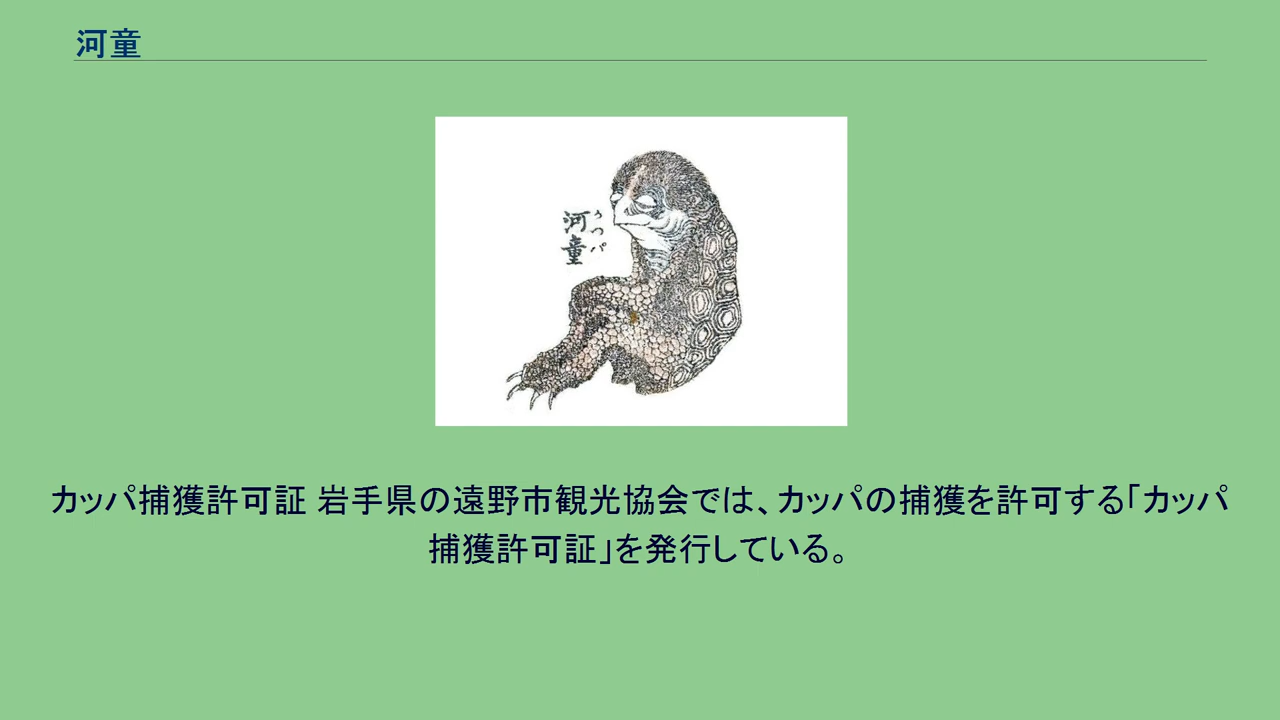 河童
河童
かつパ
カッパ捕獲許可証 岩手県の遠野市観光協会では、カッパの捕獲を許可する「カッパ
捕獲許可証」を発行している。